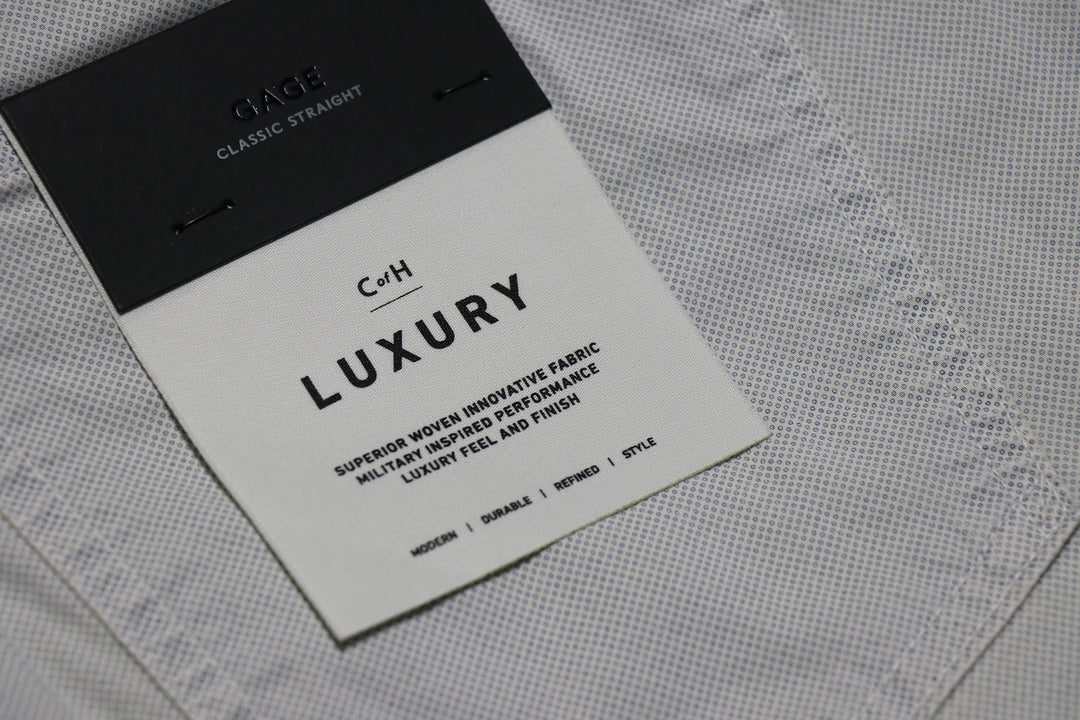 GAGE
CLASSIC STRAIGHT
CofH
LUXURY
SUPERIOR WOVEN INNOVATIVE FABRIC
MILITARY INSPIRED PERFORMANCE
LUXURY FEEL AND FINISH
MODERN | DURABLE | REFINED | STYLE